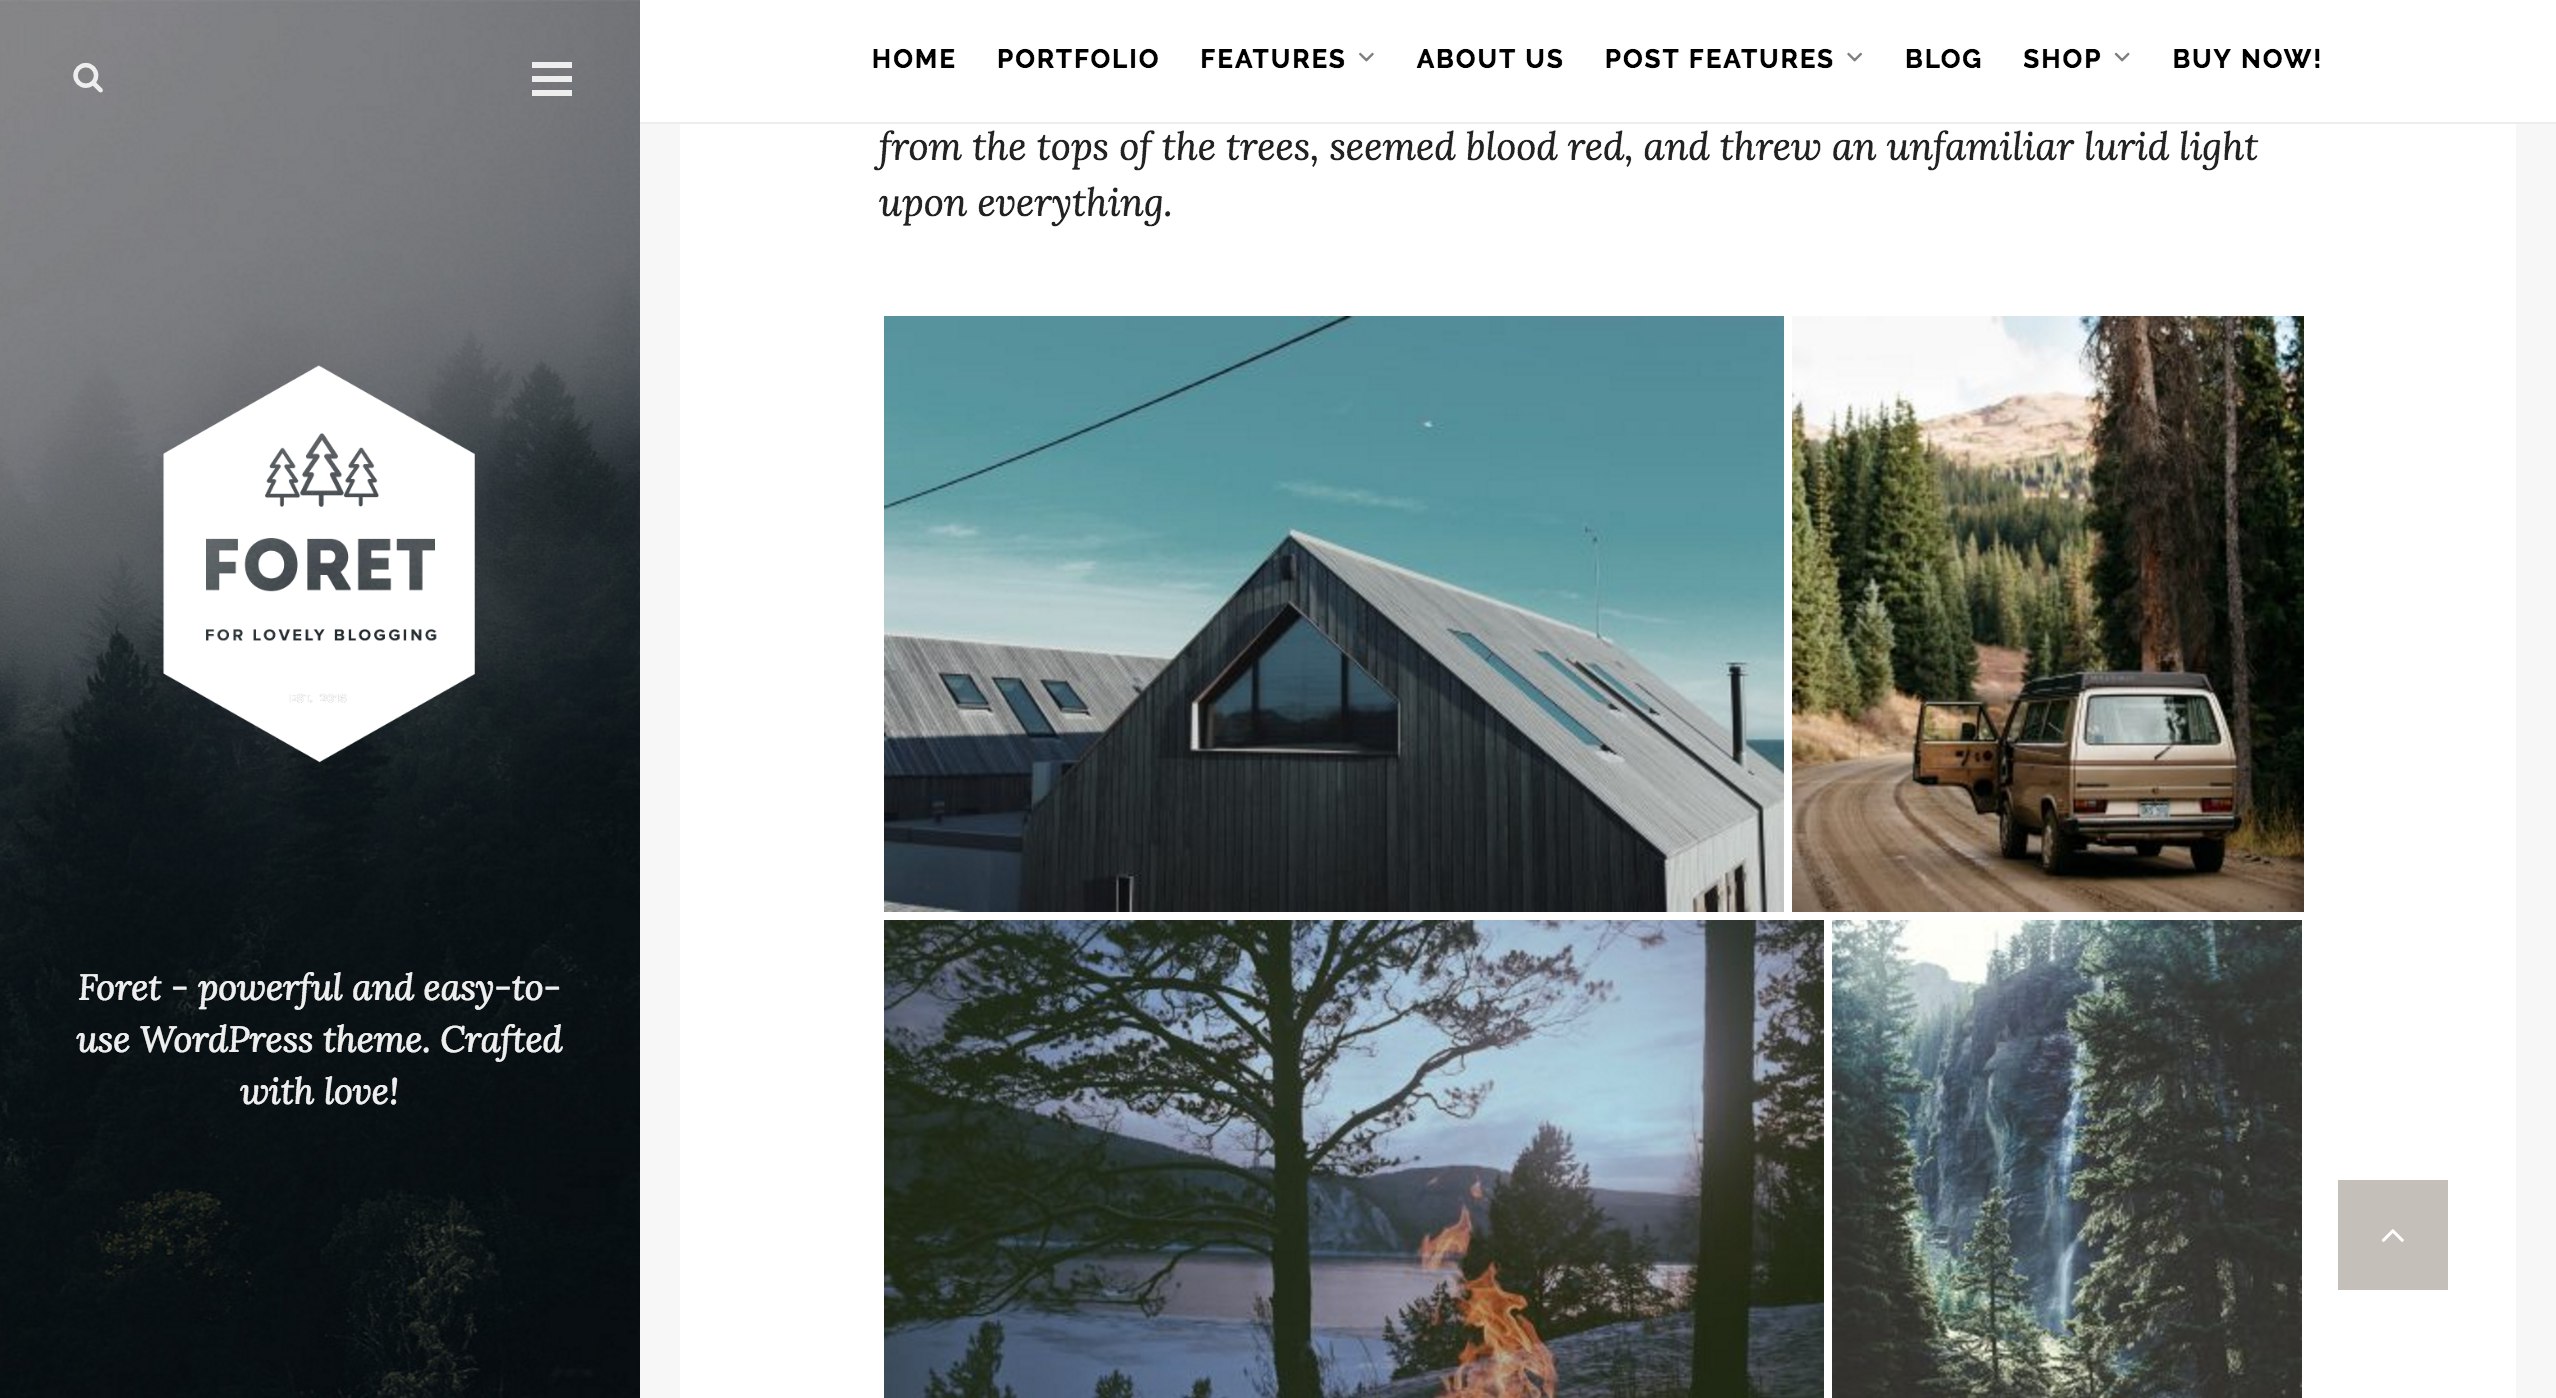 HOME PORTFOLIO FEATURES ABOUT US POST FEATURES BLOG SHOP BUY NOW!
from the tops of the trees, seemed blood red, and threw an unfamiliar lurid light
upon everything.
FORET
FOR LOVELY BLOGGING
Foret - powerful and easy-to-
use WordPress theme. Crafted
with love!